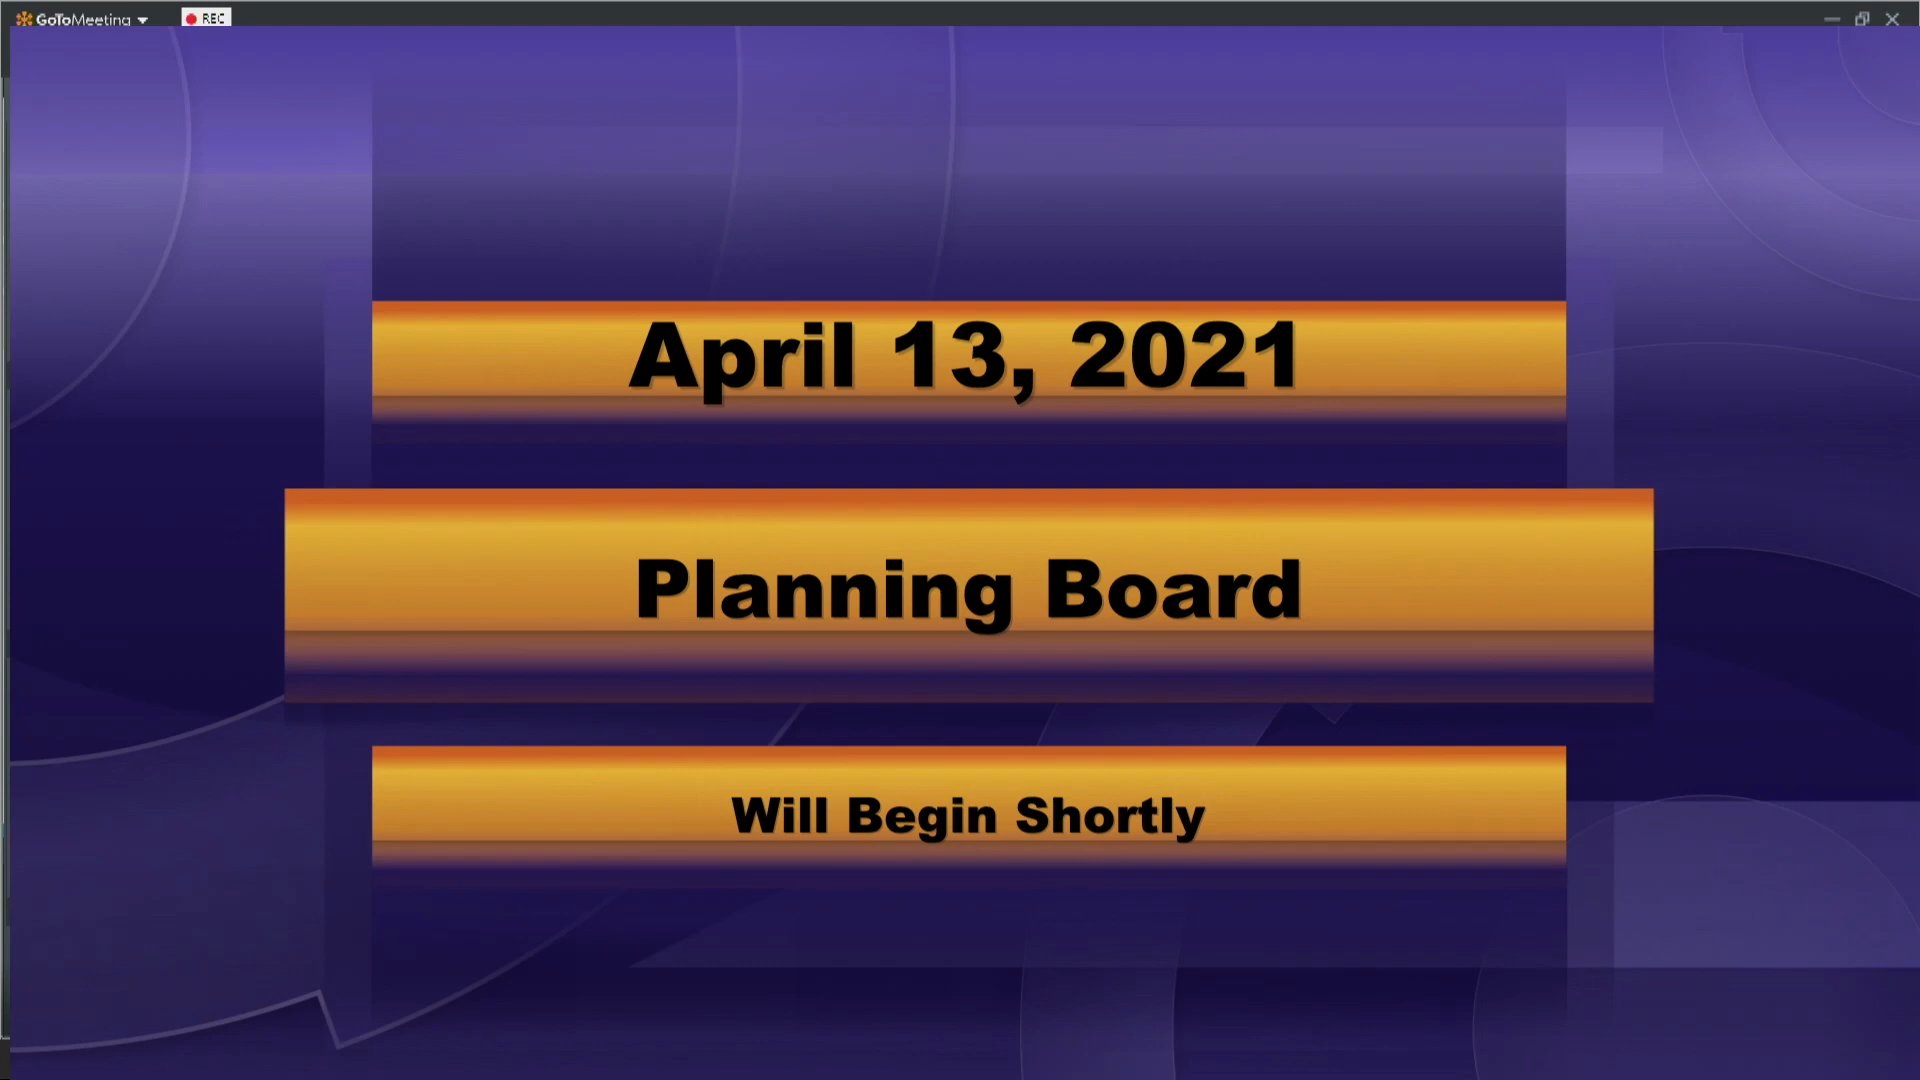 GoToMeeting
REC
April 13, 2021
Planning Board
Will Begin Shortly